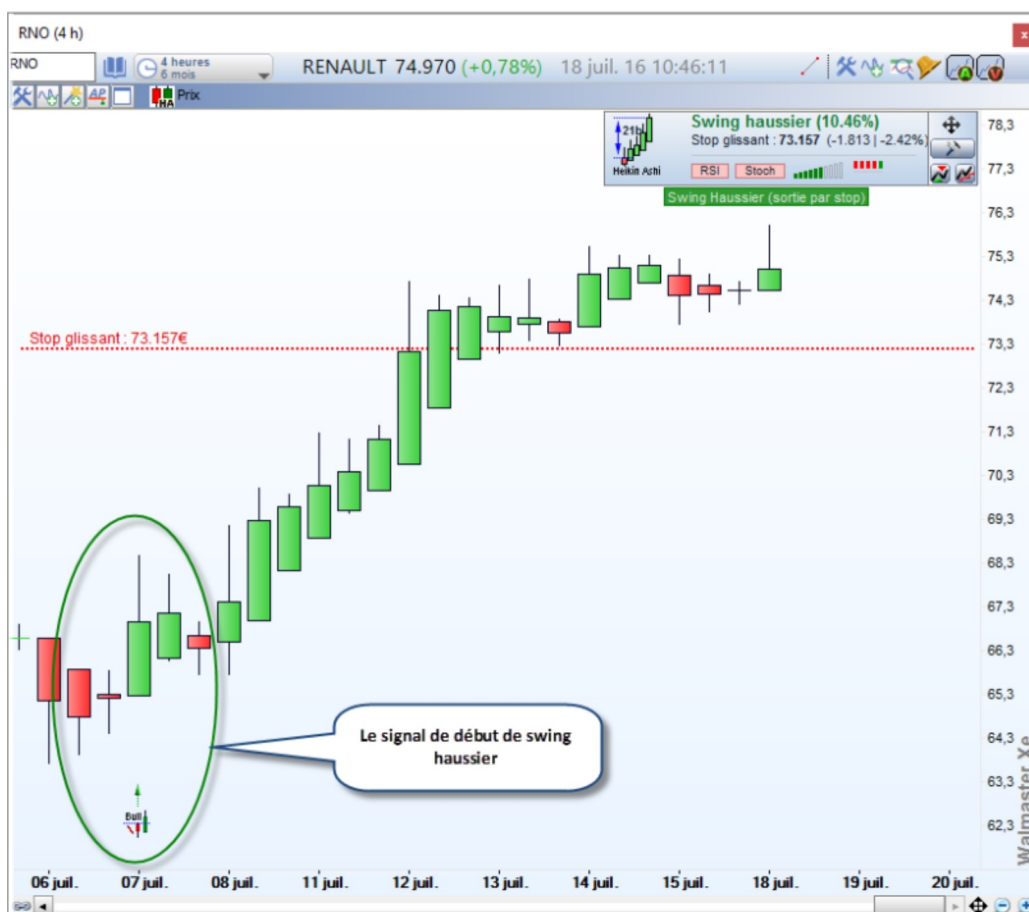 RNO (4 h)
x
RNO
4 heures
6 mois
RENAULT 74.970 (+0,78%) 18 juil. 16 10:46:11
HA Prix
21b
Heikin Ashi
Swing haussier (10.46%)
Stop glissant : 73.157 (-1.813 | -2.42%)
RSI Stoch
Swing Haussier (sortie par stop)
78,3
77,3
76,3
75,3
74,3
73,3
72,3
71,3
70,3
69,3
68,3
67,3
66,3
65,3
64,3
63,3
62,3
Stop glissant : 73.157€
Le signal de début de swing
haussier
Bull
Walmaster Xe
06 juil. 07 juil. 08 juil. 11 juil. 12 juil. 13 juil. 14 juil. 15 juil. 18 juil. 19 juil. 20 juil.